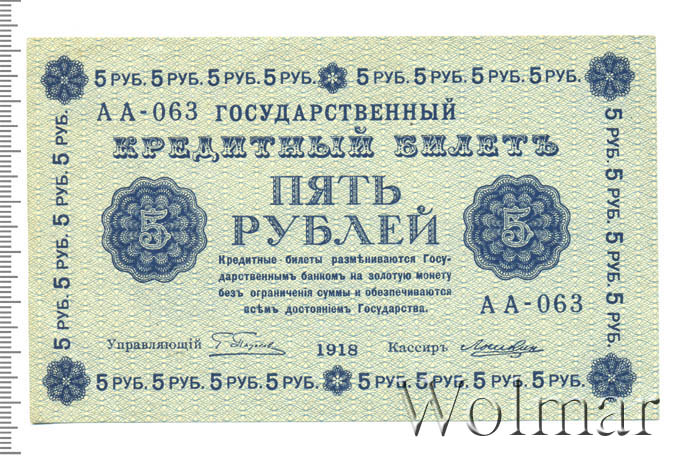 5 РУБ. 5 РУБ. 5 РУБ. 5 РУБ. 5 РУБ. 5 РУБ. 5 РУБ. 5 РУБ.
АА-063 ГОСУДАРСТВЕННЫЙ
КРЕДИТНЫЙ БИЛЕТЪ
ПЯТЬ
РУБЛЕЙ
5
5
Кредитные билеты размѣниваются Госу-
дарственнымъ банкомъ на золотую монету
безъ ограниченія суммы и обезпечиваются
всѣмъ достояніемъ Государства.
АА-063
Управляющій
1918
Кассиръ
5 РУБ. 5 РУБ. 5 РУБ. 5 РУБ. 5 РУБ. 5 РУБ. 5 РУБ. 5 РУБ.
5 РУБ. 5 РУБ. 5 РУБ. 5 РУБ. 5 РУБ.
5 РУБ. 5 РУБ. 5 РУБ. 5 РУБ. 5 РУБ.
Wolmar